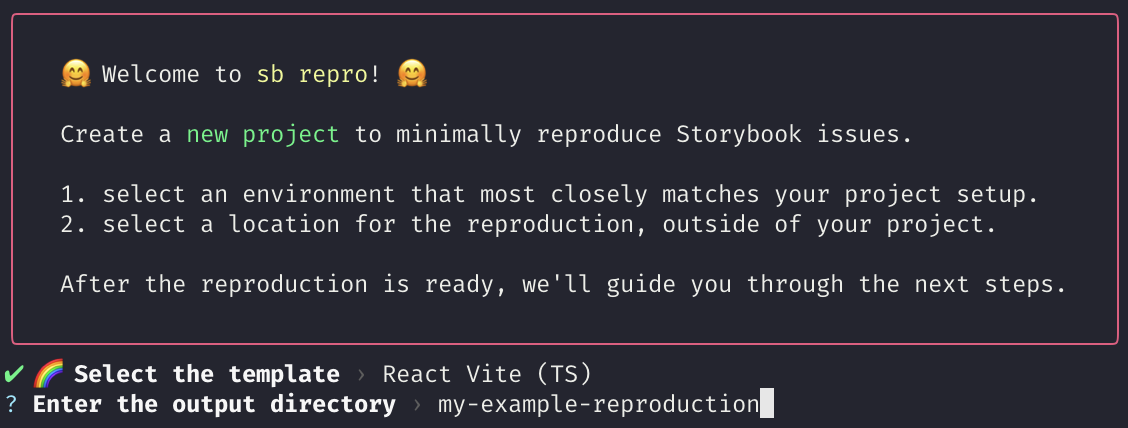 🤗 Welcome to sb repro! 🤗
Create a new project to minimally reproduce Storybook issues.
1. select an environment that most closely matches your project setup.
2. select a location for the reproduction, outside of your project.
After the reproduction is ready, we'll guide you through the next steps.
✔ 🌈 Select the template › React Vite (TS)
? Enter the output directory › my-example-reproduction